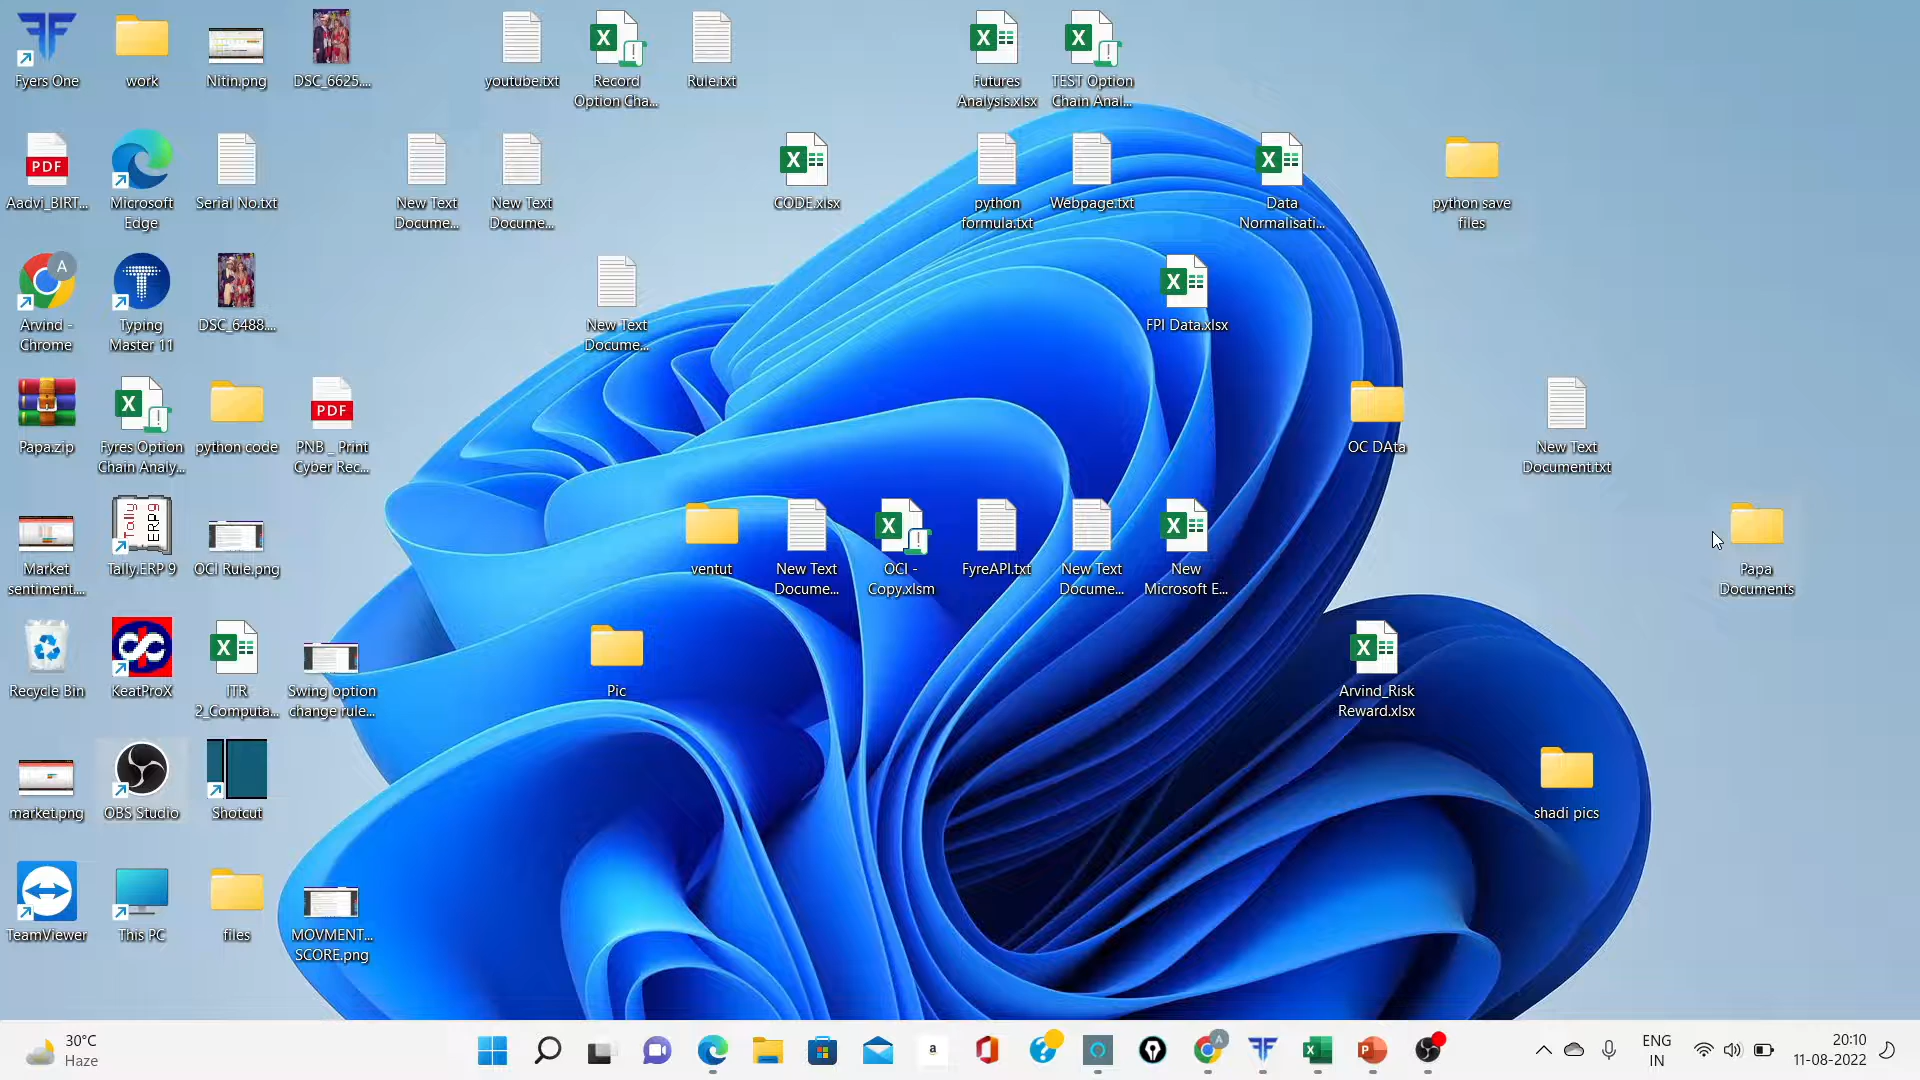 Fyers One
work
Nitin.png
DSC_6625....
youtube.txt
Record
Option Cha...
Rule.txt
Futures
Analysis.xlsx
TEST Option
Chain Anal...
PDF
Aadvi_BIRT...
Microsoft
Edge
Serial No.txt
New Text
Docume...
New Text
Docume...
CODE.xlsx
python
formula.txt
Webpage.txt
Data
Normalisati...
python save
files
A
Arvind -
Chrome
Typing
Master 11
DSC_6488....
New Text
Docume...
FPI Data.xlsx
Papa.zip
Fyres Option
Chain Analy...
python code
PDF
PNB _ Print
Cyber Rec...
OC DAta
New Text
Document.txt
Market
sentiment....
Tally ERP9
Tally.ERP 9
OCI Rule.png
ventut
New Text
Docume...
OCI -
Copy.xlsm
FyreAPI.txt
New Text
Docume...
New
Microsoft E...
Papa
Documents
Recycle Bin
KeatProX
ITR
2_Computa...
Swing option
change rule...
Pic
Arvind_Risk
Reward.xlsx
market.png
OBS Studio
Shotcut
shadi pics
TeamViewer
This PC
files
MOVMENT...
SCORE.png
30°C
Haze
a
A
ENG
IN
20:10
11-08-2022